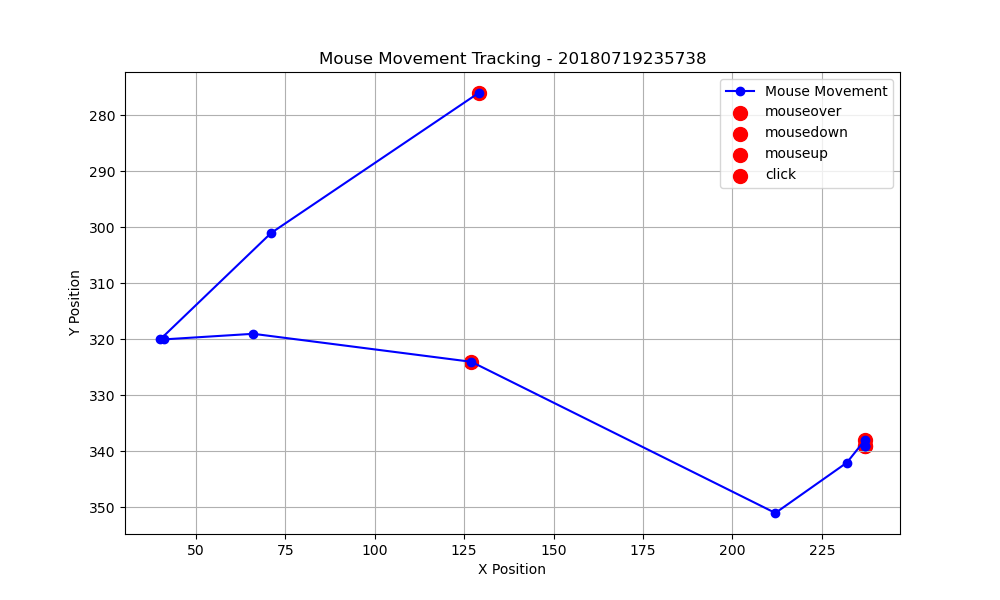 Mouse Movement Tracking - 20180719235738
Mouse Movement
mouseover
mousedown
mouseup
click
Y Position
280
290
300
310
320
330
340
350
50 75 100 125 150 175 200 225
X Position